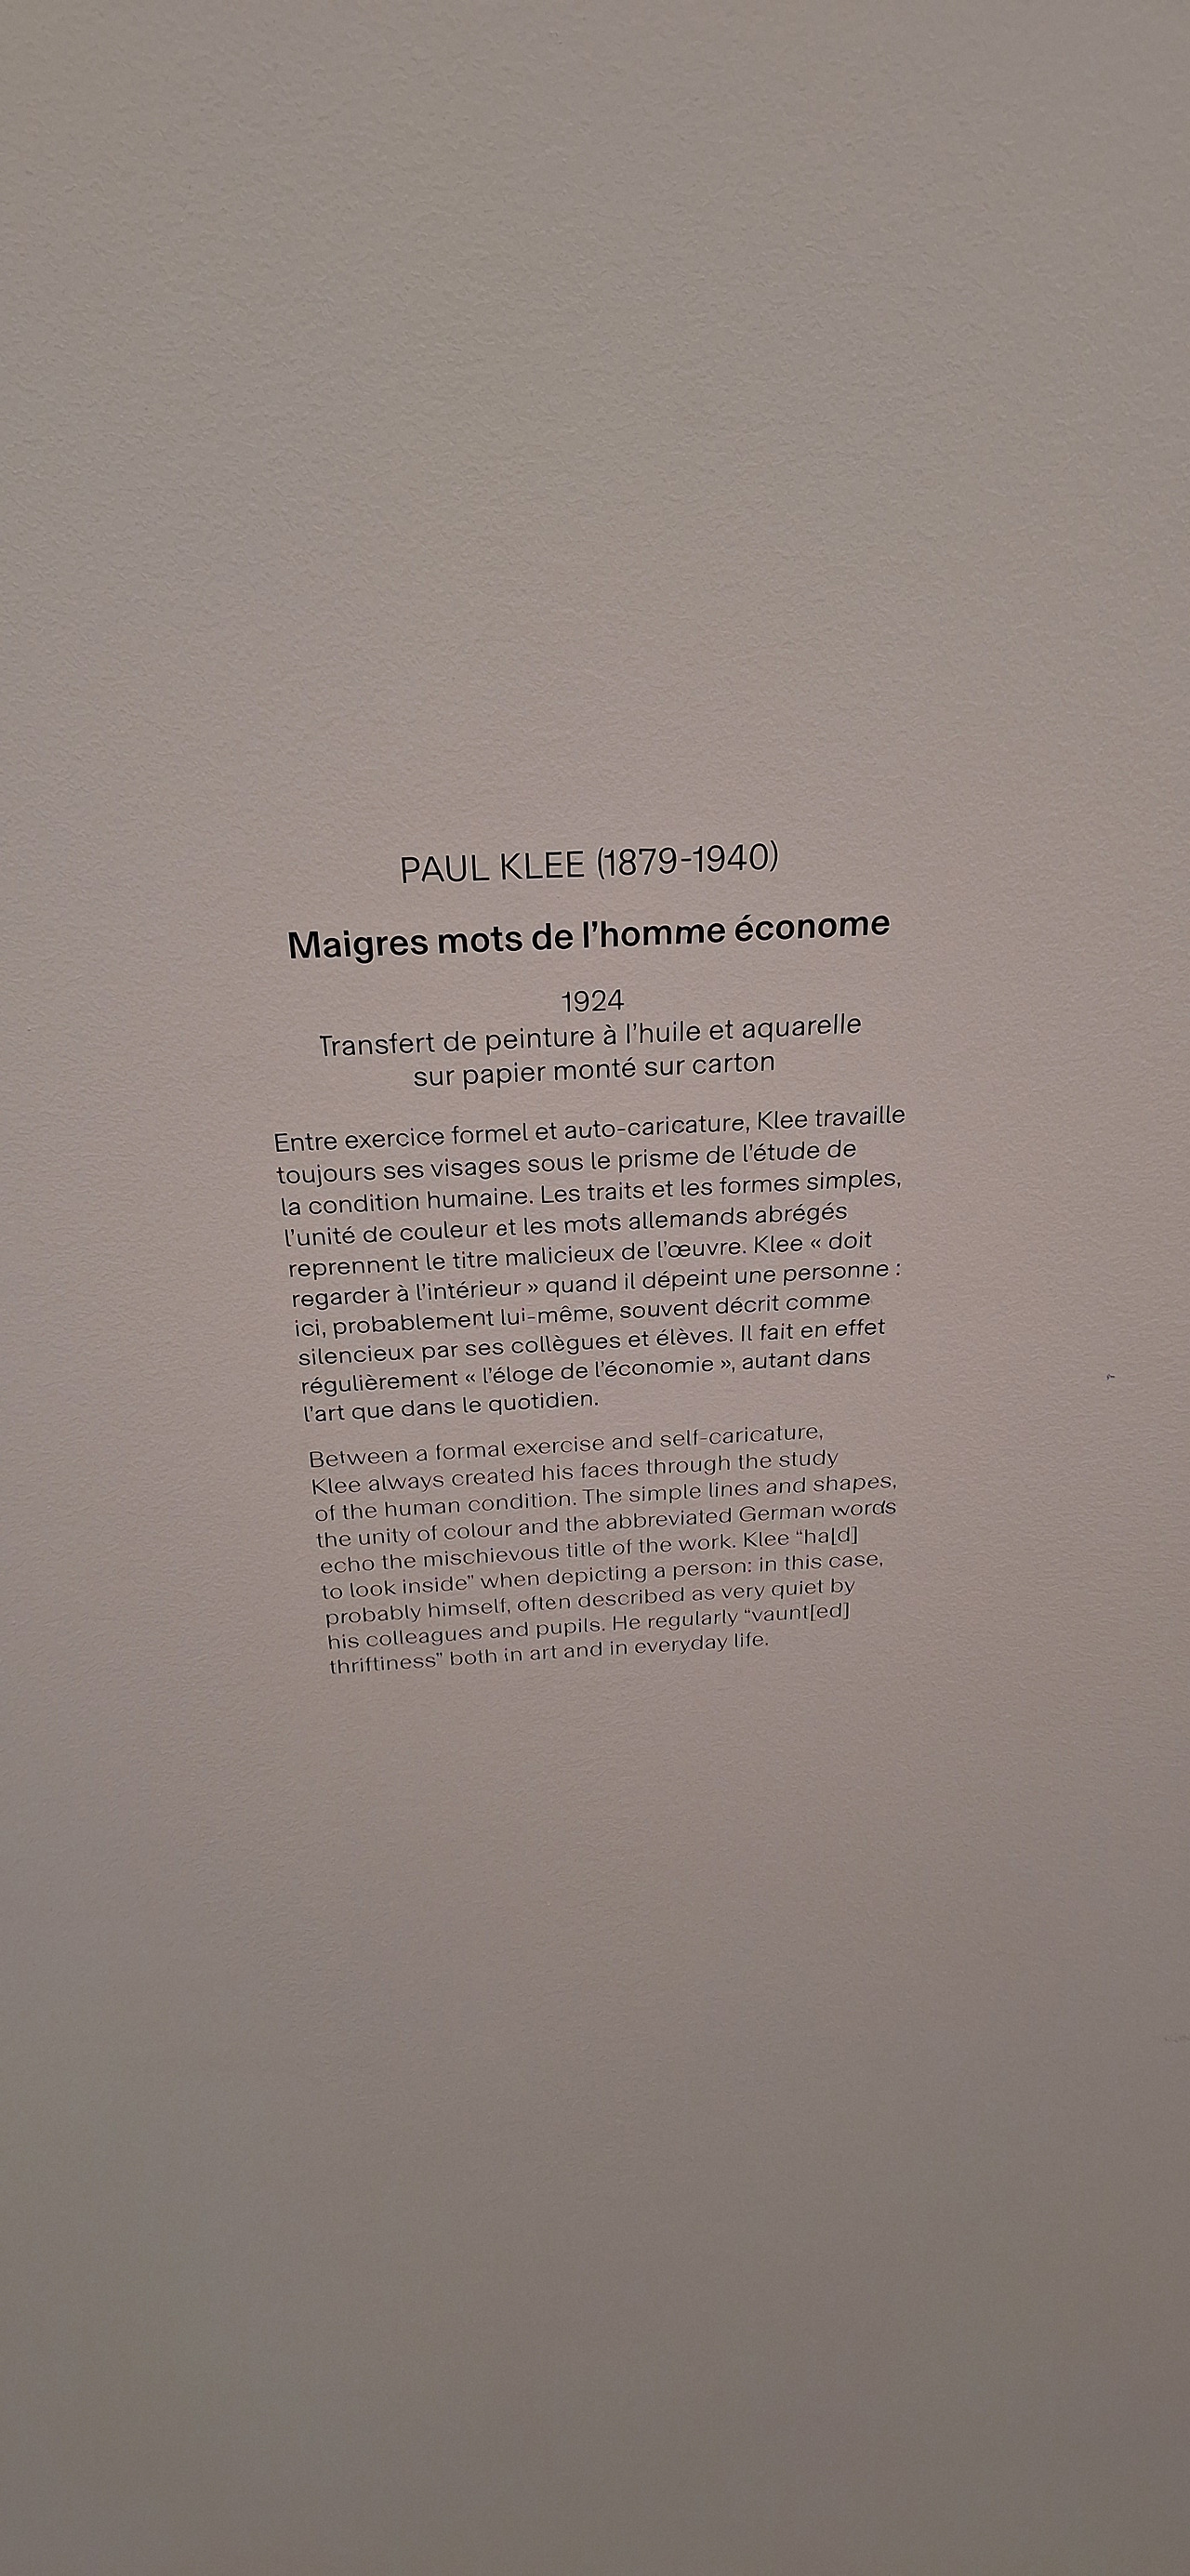 PAUL KLEE (1879-1940)
Maigres mots de l’homme économe
1924
Transfert de peinture à l’huile et aquarelle
sur papier monté sur carton
Entre exercice formel et auto-caricature, Klee travaille
toujours ses visages sous le prisme de l’étude de
la condition humaine. Les traits et les formes simples,
l’unité de couleur et les mots allemands abrégés
reprennent le titre malicieux de l’œuvre. Klee « doit
regarder à l’intérieur » quand il dépeint une personne :
ici, probablement lui-même, souvent décrit comme
silencieux par ses collègues et élèves. Il fait en effet
régulièrement « l’éloge de l’économie », autant dans
l’art que dans le quotidien.
Between a formal exercise and self-caricature,
Klee always created his faces through the study
of the human condition. The simple lines and shapes,
the unity of colour and the abbreviated German words
echo the mischievous title of the work. Klee “ha[d]
to look inside” when depicting a person: in this case,
probably himself, often described as very quiet by
his colleagues and pupils. He regularly “vaunt[ed]
thriftiness” both in art and in everyday life.